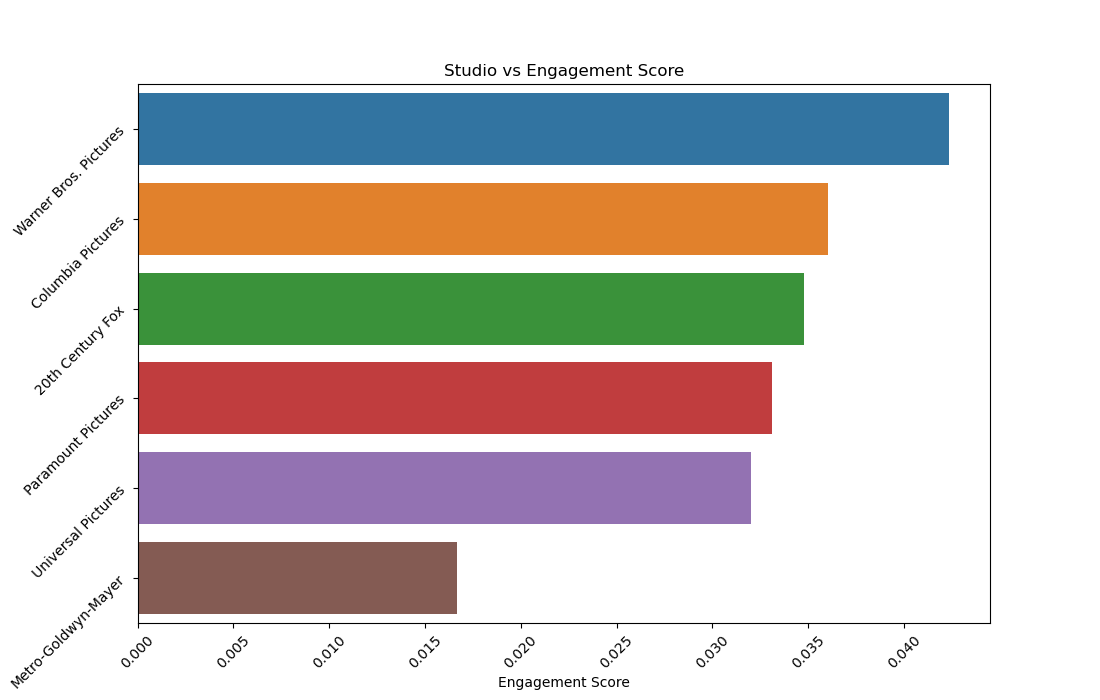 Studio vs Engagement Score
Warner Bros. Pictures
Columbia Pictures
20th Century Fox
Paramount Pictures
Universal Pictures
Metro-Goldwyn-Mayer
0.000
0.005
0.010
0.015
0.020
0.025
0.030
0.035
0.040
Engagement Score